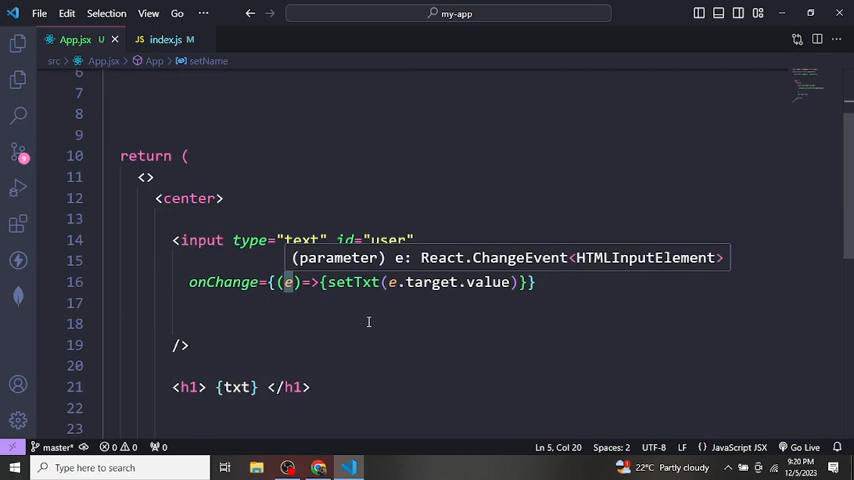 File Edit Selection View Go ··· my-app
App.jsx U × JS index.js M
src > App.jsx > App > setName
6
7
8
9
10 return (
11 <>
12 <center>
13
14 <input type="text" id="user"
15 (parameter) e: React.ChangeEvent<HTMLInputElement>
16 onChange={(e)=>{setTxt(e.target.value)}}
17
18
19 />
20
21 <h1> {txt} </h1>
22
23
9
master* 0 0 0 Ln 5, Col 20 Spaces: 2 UTF-8 LF {} JavaScript JSX Go Live
Type here to search 22°C Partly cloudy 9:20 PM
12/5/2023